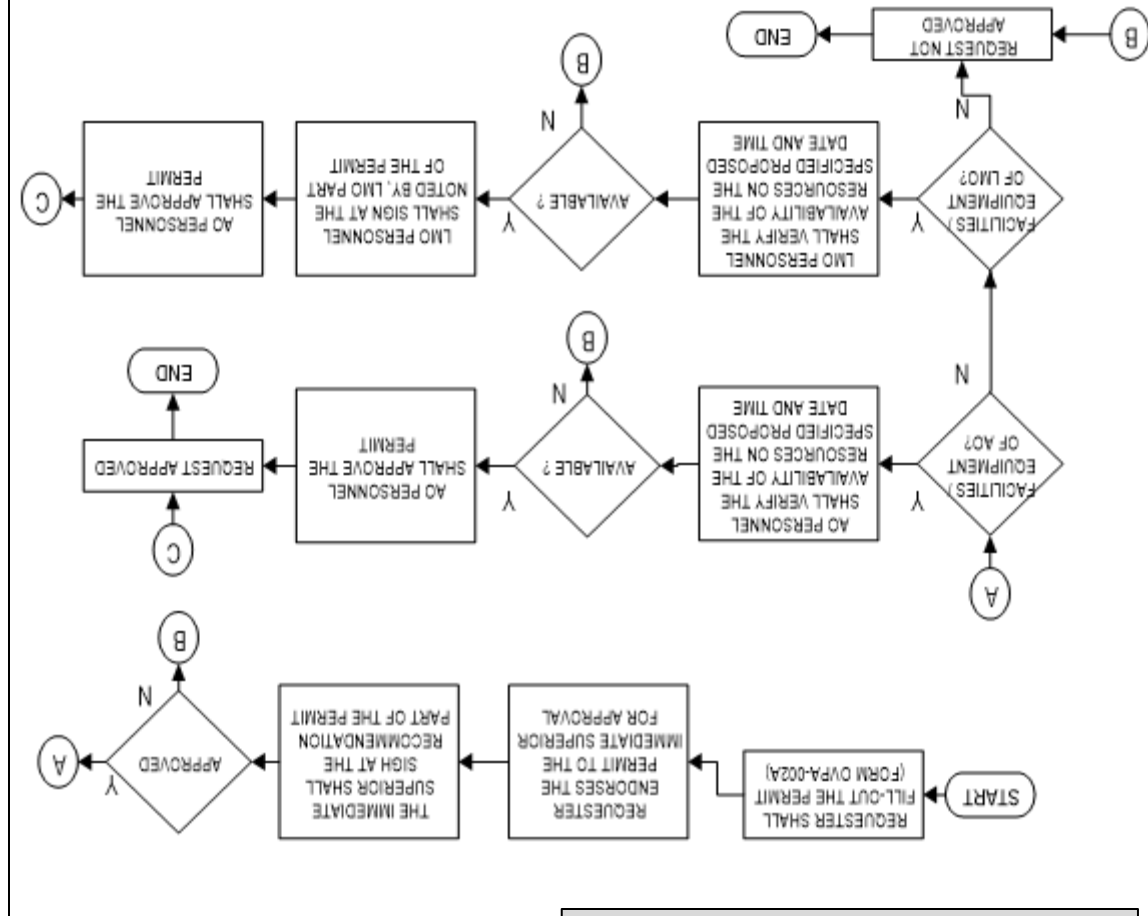 START
REQUESTER SHALL
FILL-OUT THE PERMIT
(FORM OVPA-002A)
REQUESTER
ENDORSES THE
PERMIT TO THE
IMMEDIATE SUPERIOR
FOR APPROVAL
THE IMMEDIATE
SUPERIOR SHALL
SIGH AT THE
RECOMMENDATION
PART OF THE PERMIT
APPROVED
Y
A
N
B
A
FACILITIES/
EQUIPMENT
OF AO?
Y
N
AO PERSONNEL
SHALL VERIFY THE
AVAILABILITY OF THE
RESOURCES ON THE
SPECIFIED PROPOSED
DATE AND TIME
AVAILABLE ?
Y
N
B
AO PERSONNEL
SHALL APPROVE THE
PERMIT
C
REQUEST APPROVED
END
FACILITIES/
EQUIPMENT
OF LMO?
Y
N
LMO PERSONNEL
SHALL VERIFY THE
AVAILABILITY OF THE
RESOURCES ON THE
SPECIFIED PROPOSED
DATE AND TIME
AVAILABLE ?
Y
N
B
LMO PERSONNEL
SHALL SIGN AT THE
NOTED BY, LMO PART
OF THE PERMIT
AO PERSONNEL
SHALL APPROVE THE
PERMIT
C
B
REQUEST NOT
APPROVED
END